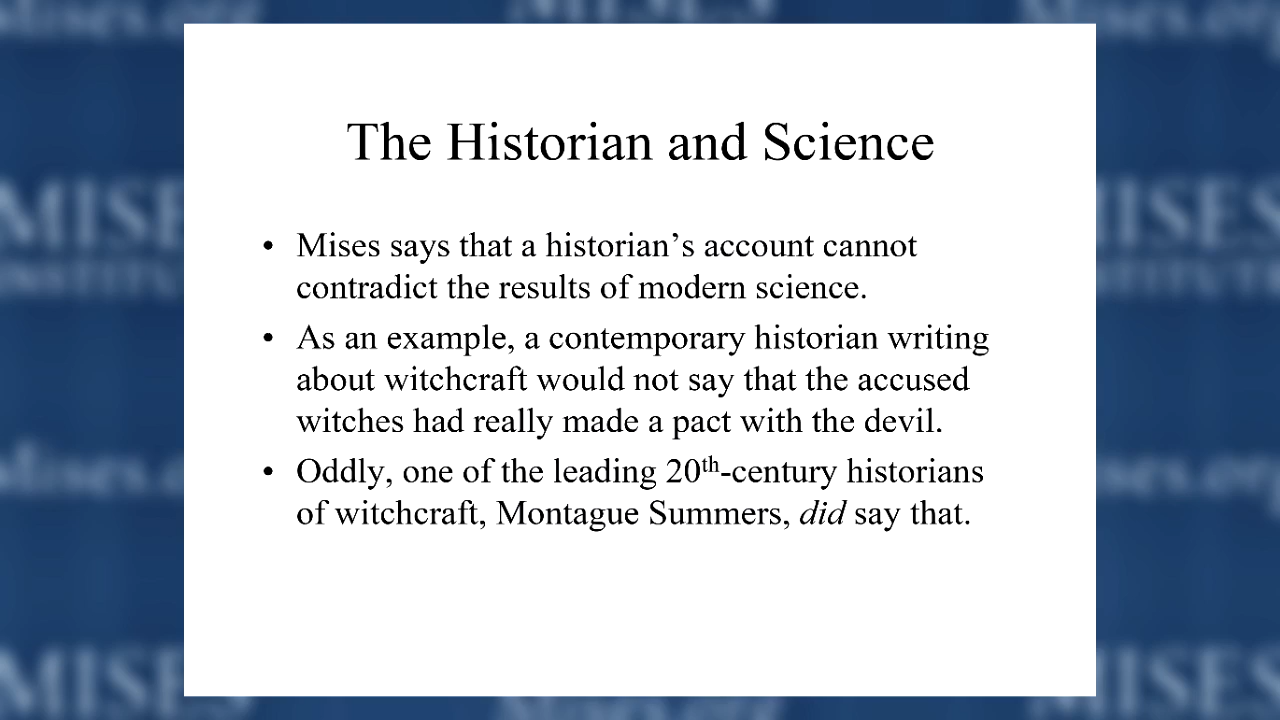 The Historian and Science
• Mises says that a historian’s account cannot
contradict the results of modern science.
• As an example, a contemporary historian writing
about witchcraft would not say that the accused
witches had really made a pact with the devil.
• Oddly, one of the leading 20th-century historians
of witchcraft, Montague Summers, did say that.